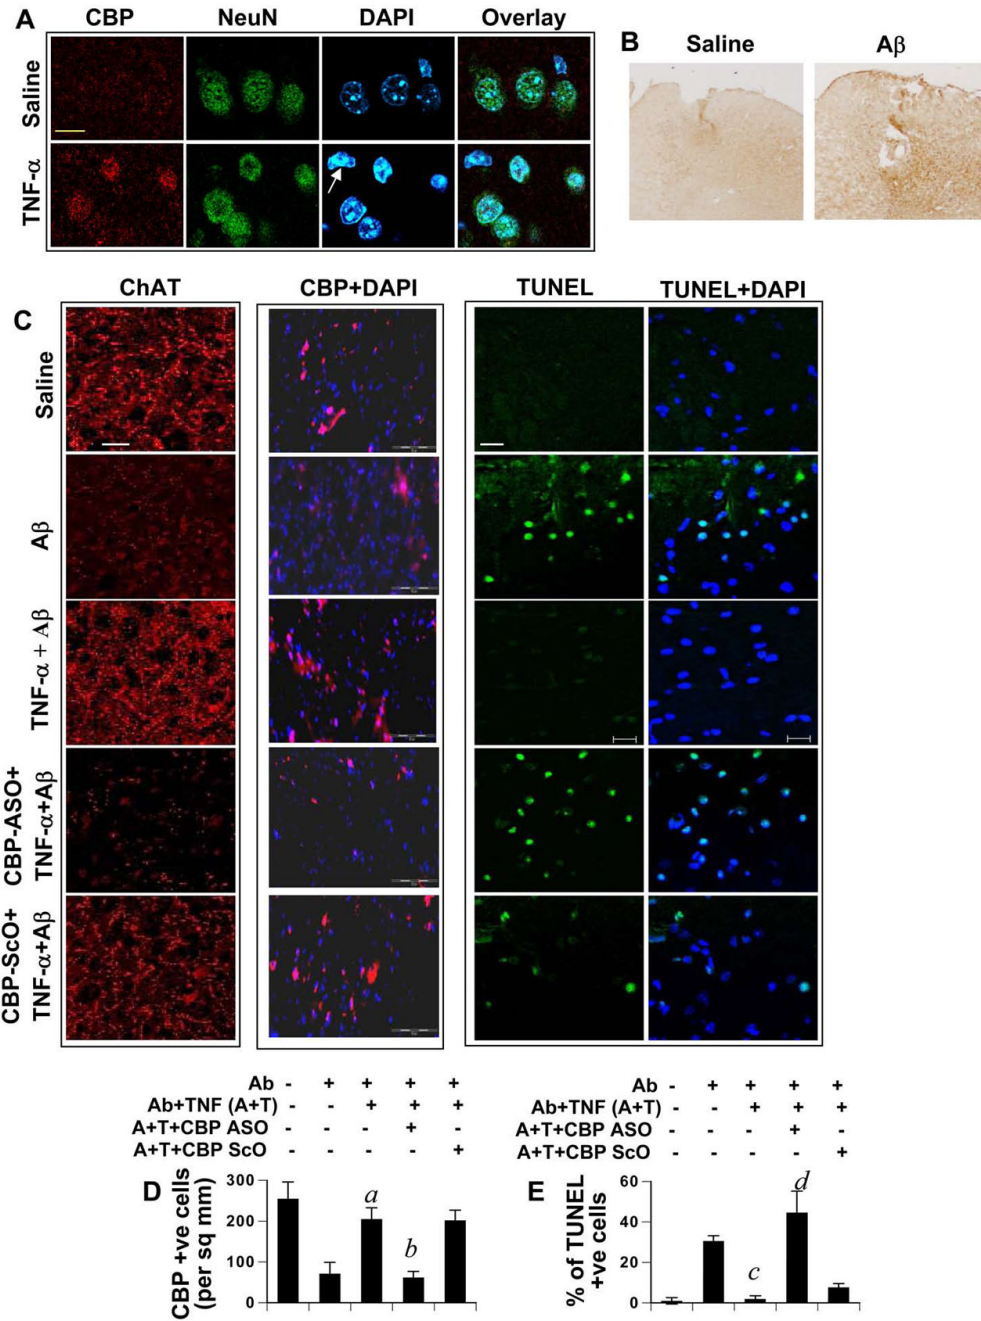 A
CBP NeuN DAPI Overlay
Saline
TNF-α
B
Saline Aβ
C
ChAT CBP+DAPI TUNEL TUNEL+DAPI
Saline
Aβ
TNF-α + Aβ
CBP-ASO+
TNF-α+Aβ
CBP-ScO+
TNF-α+Aβ
Ab - + + + +
Ab+TNF (A+T) - - + + +
A+T+CBP ASO - - - + -
A+T+CBP ScO - - - - +
D
CBP +ve cells
(per sq mm)
300
200
100
0
a
b
Ab - + + + +
Ab+TNF (A+T) - - + + +
A+T+CBP ASO - - - + -
A+T+CBP ScO - - - - +
E
% of TUNEL
+ve cells
60
40
20
0
c
d